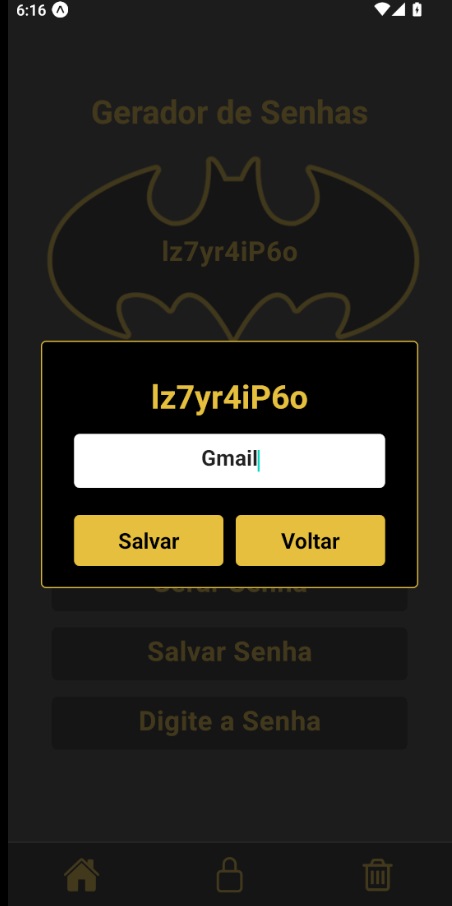 6:16
Gerador de Senhas
lz7yr4iP6o
lz7yr4iP6o
Gmail
Salvar Voltar
Gerar Senha
Salvar Senha
Digite a Senha